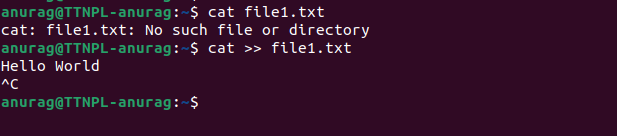 anurag@TTNPL-anurag:~$ cat file1.txt
cat: file1.txt: No such file or directory
anurag@TTNPL-anurag:~$ cat >> file1.txt
Hello World
^C
anurag@TTNPL-anurag:~$